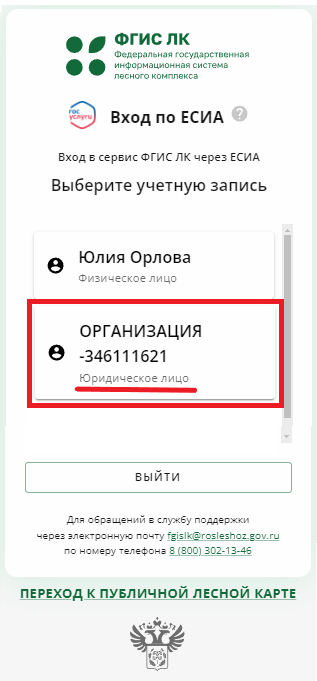 ФГИС ЛК
Федеральная государственная
информационная система
лесного комплекса
гос
услуги
Вход по ЕСИА ?
Вход в сервис ФГИС ЛК через ЕСИА
Выберите учетную запись
Юлия Орлова
Физическое лицо
ОРГАНИЗАЦИЯ
-346111621
Юридическое лицо
ВЫЙТИ
Для обращений в службу поддержки
через электронную почту fgislk@rosleshoz.gov.ru
по номеру телефона 8 (800) 302-13-46
ПЕРЕХОД К ПУБЛИЧНОЙ ЛЕСНОЙ КАРТЕ